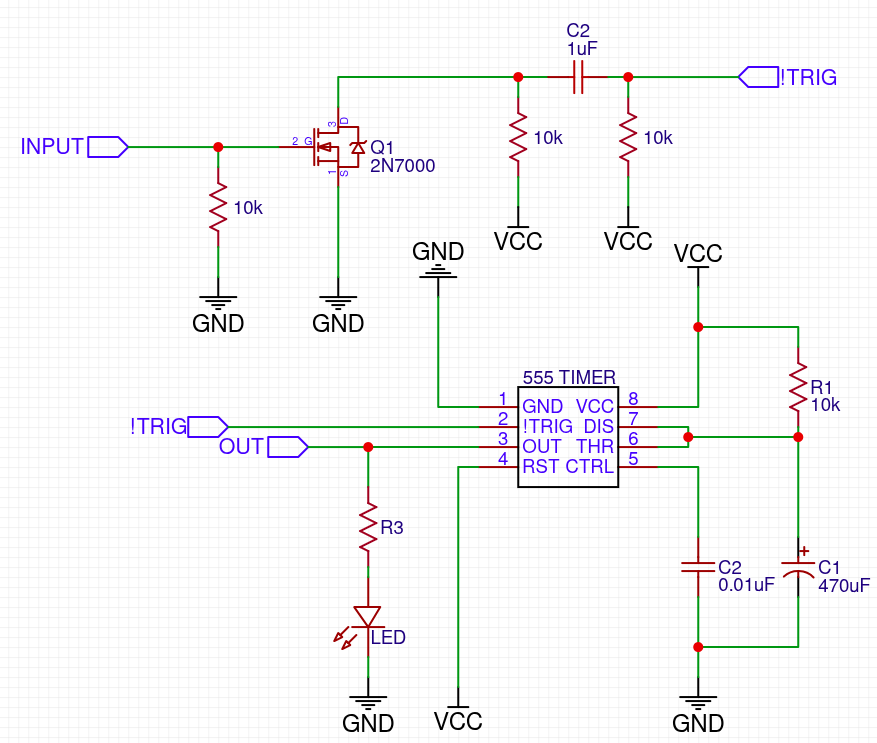 C2
1uF
!TRIG
INPUT
2 G
3 D
1 S
Q1
2N7000
10k
10k
10k
GND
GND
VCC
VCC
GND
VCC
555 TIMER
1 GND VCC 8
2 !TRIG DIS 7
3 OUT THR 6
4 RST CTRL 5
R1
10k
!TRIG
OUT
R3
LED
C2
0.01uF
+
C1
470uF
GND
VCC
GND